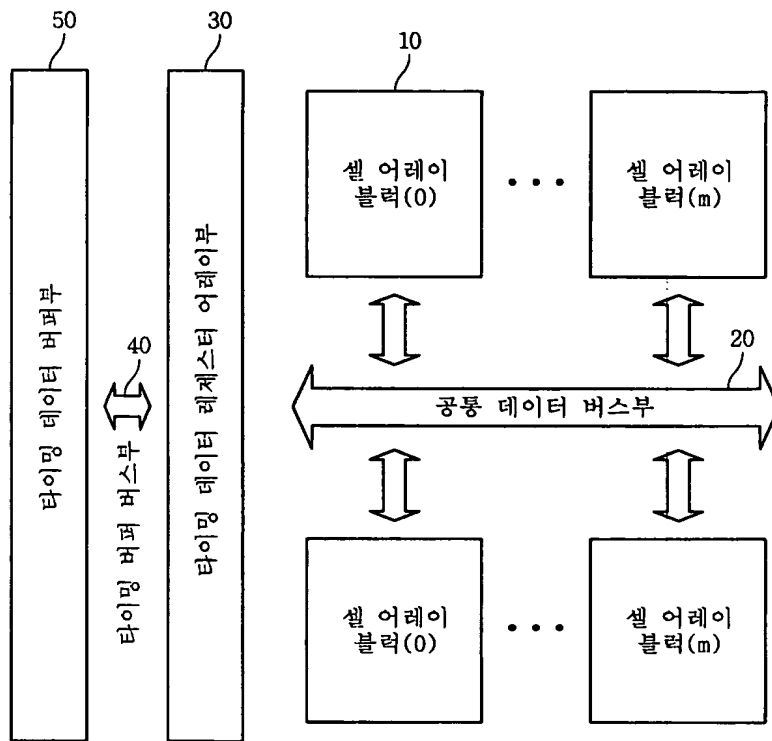 50
30
10
셀 어레이
블럭(0)
• • •
셀 어레이
블럭(m)
타이밍 데이터 버퍼부
40
타이밍 버퍼 버스부
타이밍 데이터 레제스터 어레이부
20
공통 데이터 버스부
셀 어레이
블럭(0)
• • •
셀 어레이
블럭(m)